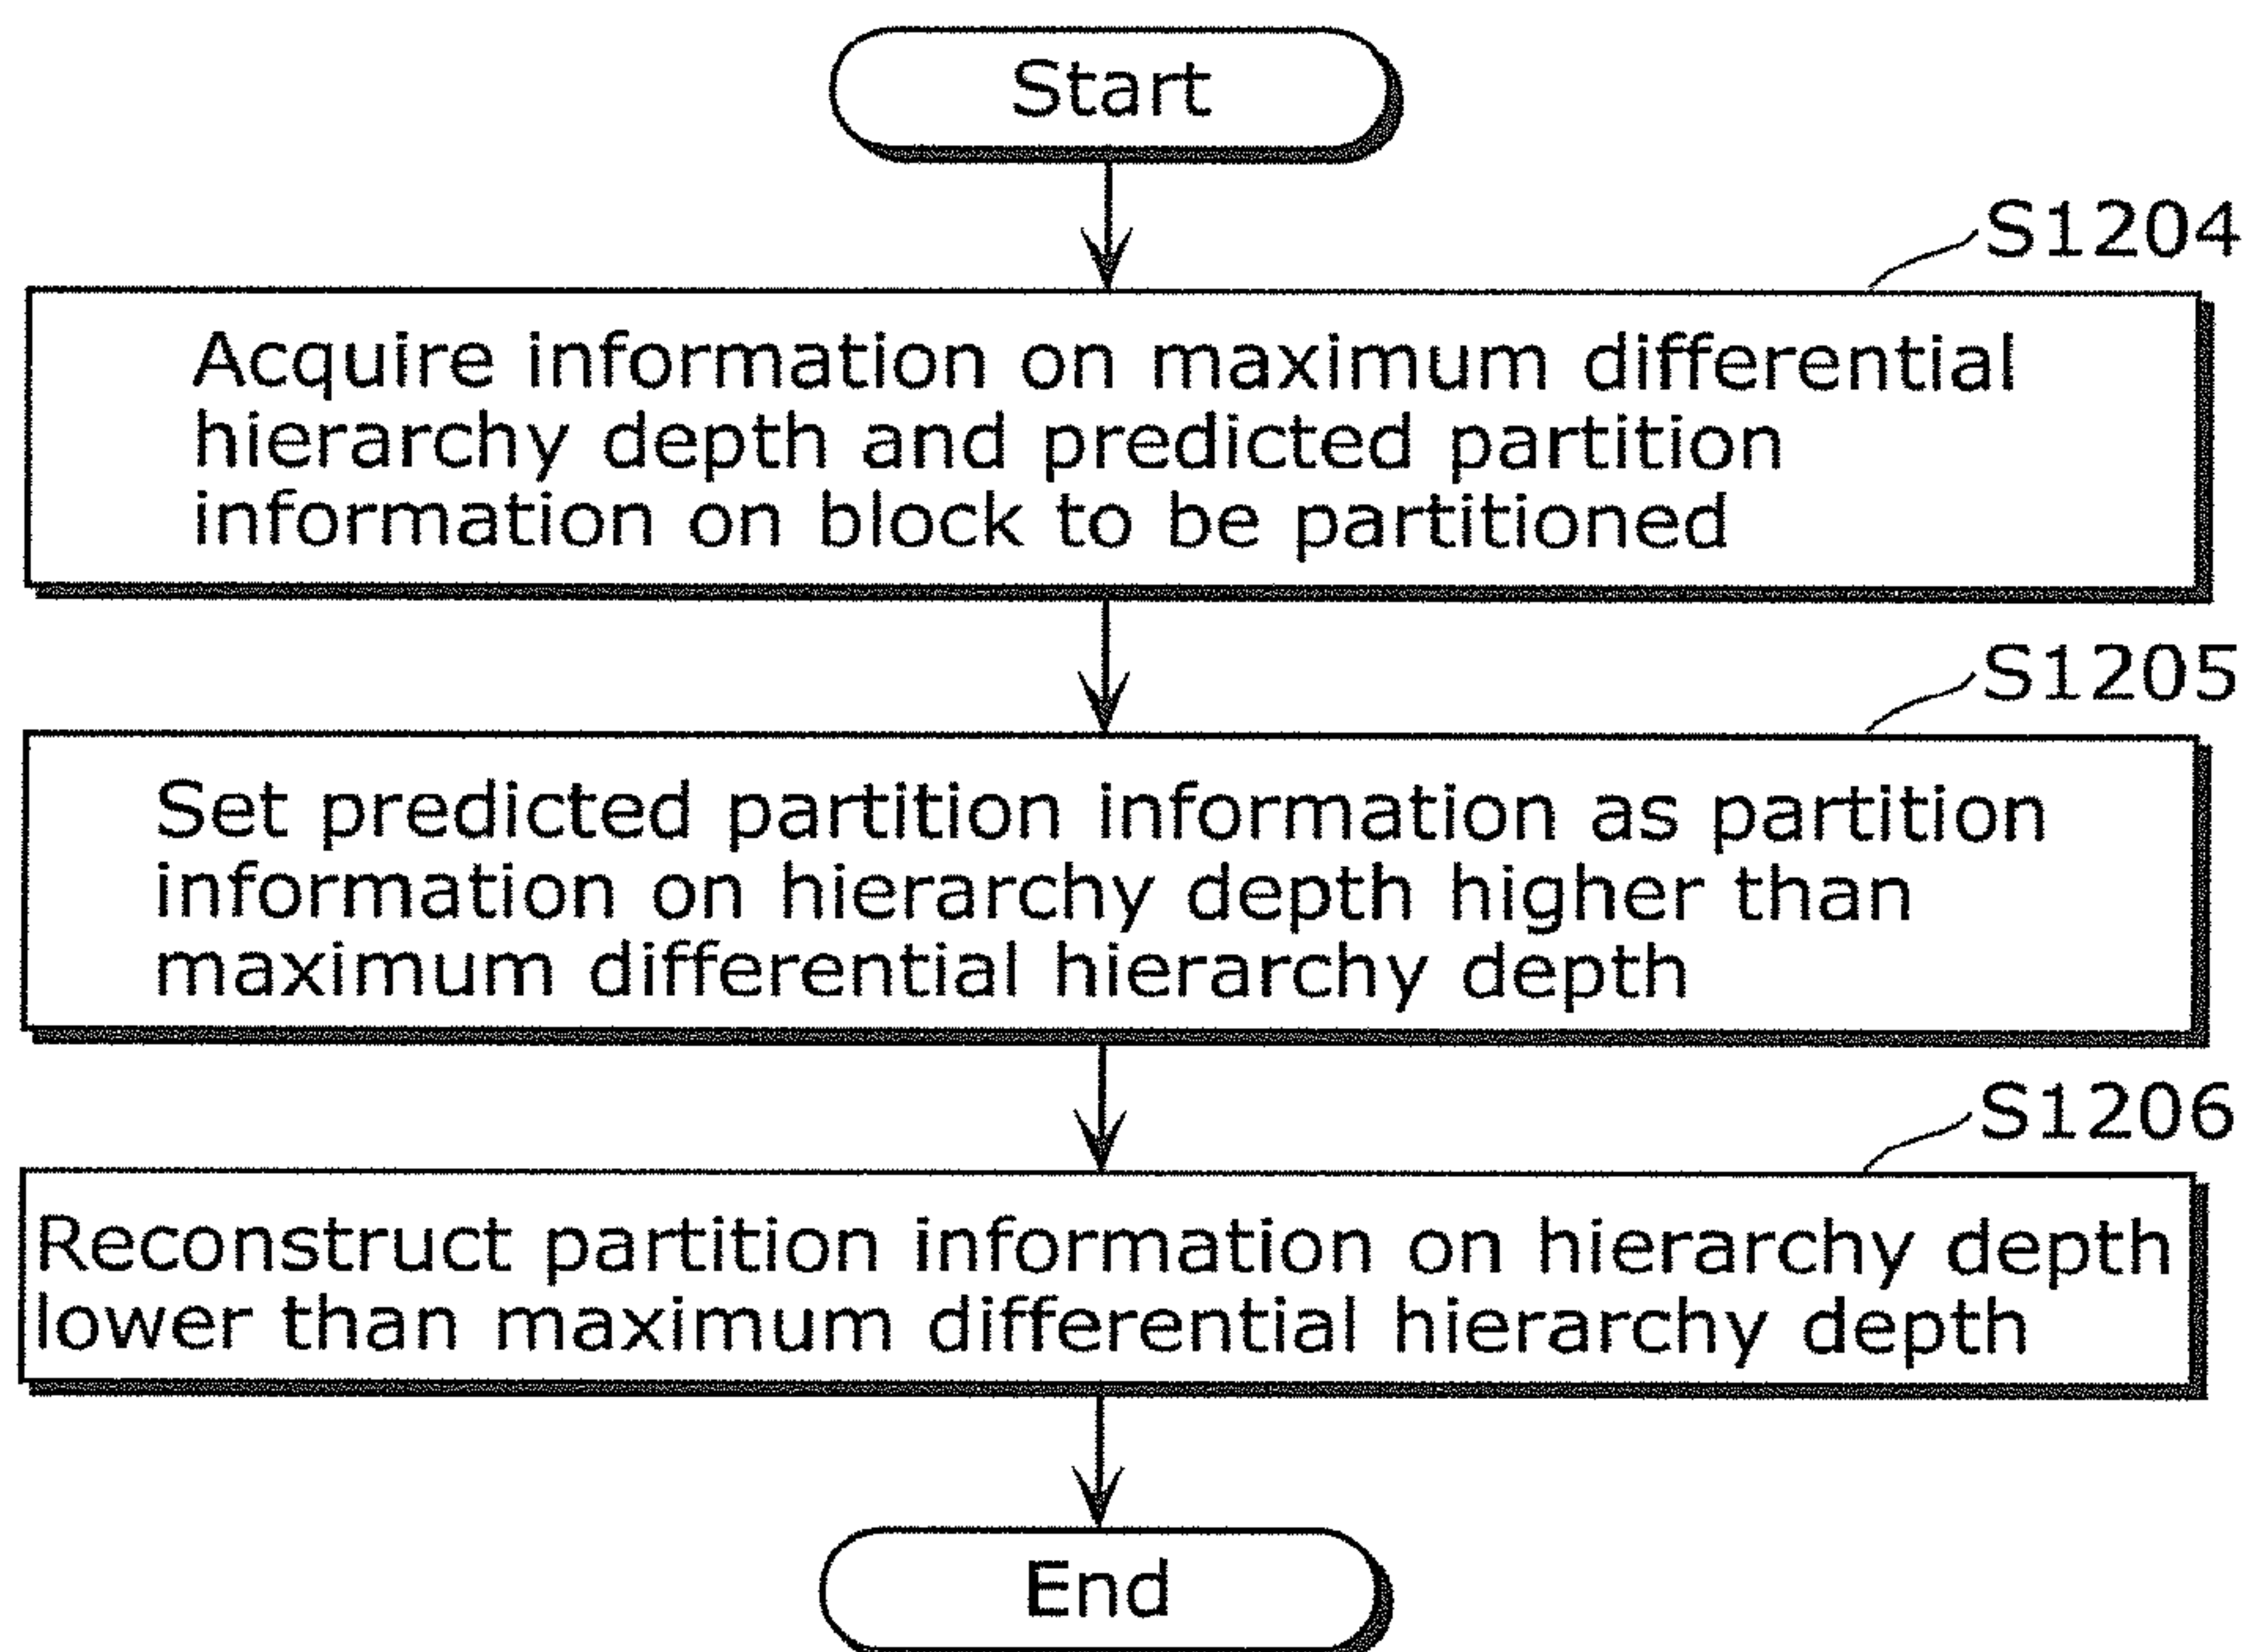 Start
S1204
Acquire information on maximum differential
hierarchy depth and predicted partition
information on block to be partitioned
S1205
Set predicted partition information as partition
information on hierarchy depth higher than
maximum differential hierarchy depth
S1206
Reconstruct partition information on hierarchy depth
lower than maximum differential hierarchy depth
End